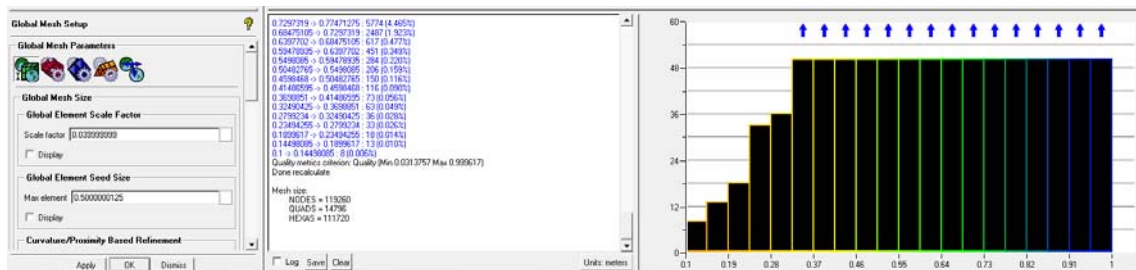 Global Mesh Setup
Global Mesh Parameters
Global Mesh Size
Global Element Scale Factor
Scale factor 0.039999999
Display
Global Element Seed Size
Max element 0.5000000125
Display
Curvature/Proximity Based Refinement
Apply OK Dismiss
0.7297319 -> 0.77471275 : 5774 (4.465%)
0.68475105 -> 0.7297319 : 2487 (1.923%)
0.6397702 -> 0.68475105 : 617 (0.477%)
0.59478935 -> 0.6397702 : 451 (0.349%)
0.5498085 -> 0.59478935 : 284 (0.220%)
0.50482765 -> 0.5498085 : 206 (0.159%)
0.4598468 -> 0.50482765 : 150 (0.116%)
0.41486595 -> 0.4598468 : 116 (0.090%)
0.3698851 -> 0.41486595 : 73 (0.056%)
0.32490425 -> 0.3698851 : 63 (0.049%)
0.2799234 -> 0.32490425 : 36 (0.028%)
0.23494255 -> 0.2799234 : 33 (0.026%)
0.1899617 -> 0.23494255 : 18 (0.014%)
0.14498085 -> 0.1899617 : 13 (0.010%)
0.1 -> 0.14498085 : 8 (0.006%)
Quality metrics criterion: Quality (Min 0.0313757 Max 0.999617)
Done recalculate
Mesh size:
NODES = 119260
QUADS = 14796
HEXAS = 111720
Log Save Clear Units: meters
60
48
36
24
12
0
0.1 0.19 0.28 0.37 0.46 0.55 0.64 0.73 0.82 0.91 1